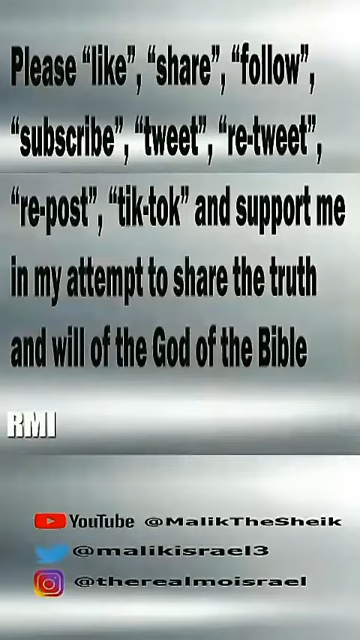 Please “like”, “share”, “follow”,
“subscribe”, “tweet”, “re-tweet”,
“re-post”, “tik-tok” and support me
in my attempt to share the truth
and will of the God of the Bible
RMI
YouTube @MalikTheSheik
@malikisrael3
@therealmoisrael